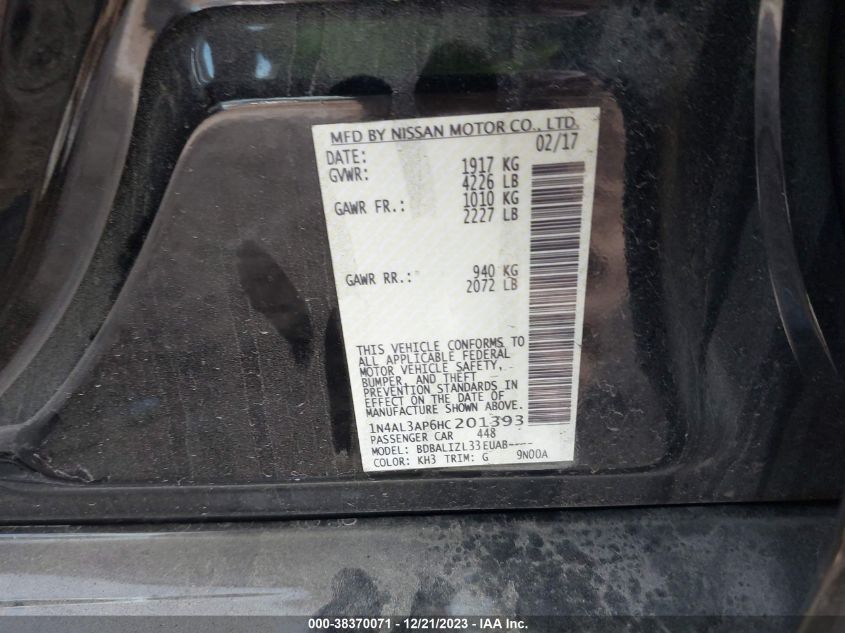 MFD BY NISSAN MOTOR CO., LTD.
DATE: 02/17
GVWR: 1917 KG
4226 LB
GAWR FR.: 1010 KG
2227 LB
GAWR RR.: 940 KG
2072 LB
THIS VEHICLE CONFORMS TO
ALL APPLICABLE FEDERAL
MOTOR VEHICLE SAFETY,
BUMPER, AND THEFT
PREVENTION STANDARDS IN
EFFECT ON THE DATE OF
MANUFACTURE SHOWN ABOVE.
1N4AL3AP6HC201393
PASSENGER CAR 448
MODEL: BDBALIZL33EUAB----
COLOR: KH3 TRIM: G 9N00A
000-38370071 - 12/21/2023 - IAA Inc.